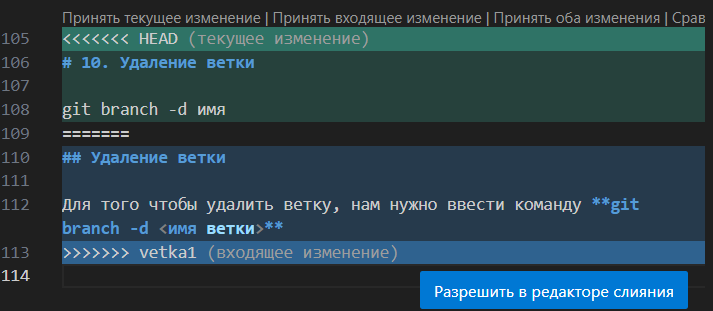 Принять текущее изменение | Принять входящее изменение | Принять оба изменения | Срав
105 <<<<<<< HEAD (текущее изменение)
106 # 10. Удаление ветки
107
108 git branch -d имя
109 =======
110 ## Удаление ветки
111
112 Для того чтобы удалить ветку, нам нужно ввести команду **git
branch -d <имя ветки>**
113 >>>>>>> vetka1 (входящее изменение)
114
Разрешить в редакторе слияния